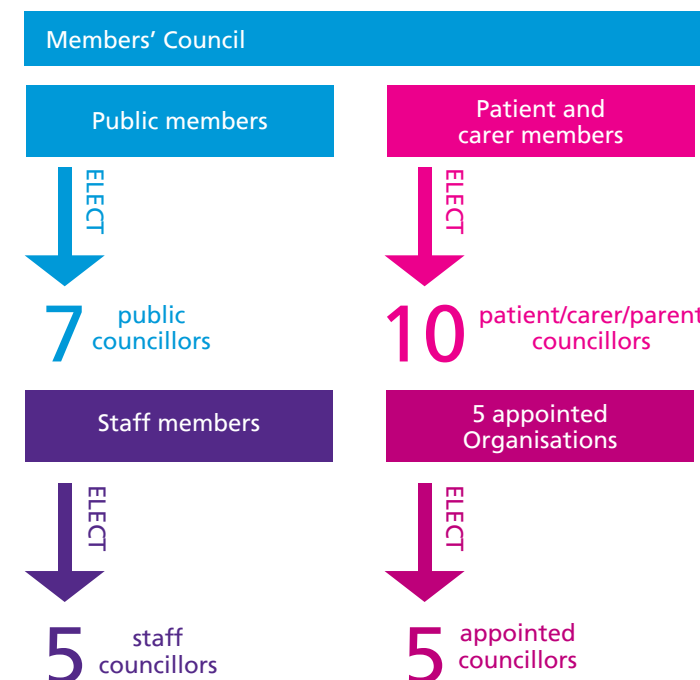 Members’ Council
Public members
ELECT
7
public
councillors
Patient and
carer members
ELECT
10
patient/carer/parent
councillors
Staff members
ELECT
5
staff
councillors
5 appointed
Organisations
ELECT
5
appointed
councillors